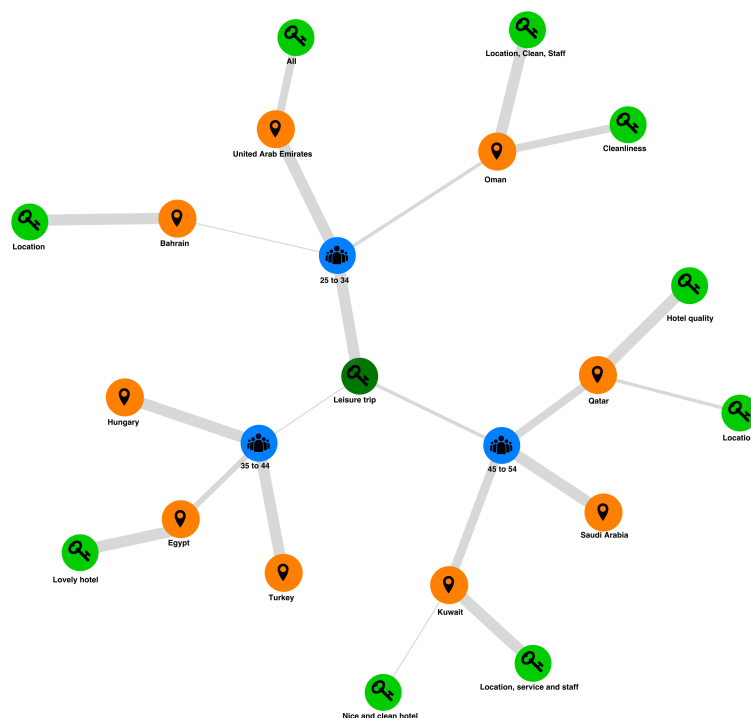 Location, Clean, Staff
All
Cleanliness
United Arab Emirates
Oman
Location
Bahrain
25 to 34
Hotel quality
Leisure trip
Qatar
Hungary
Locatio
35 to 44
45 to 54
Saudi Arabia
Egypt
Lovely hotel
Turkey
Kuwait
Location, service and staff
Nice and clean hotel